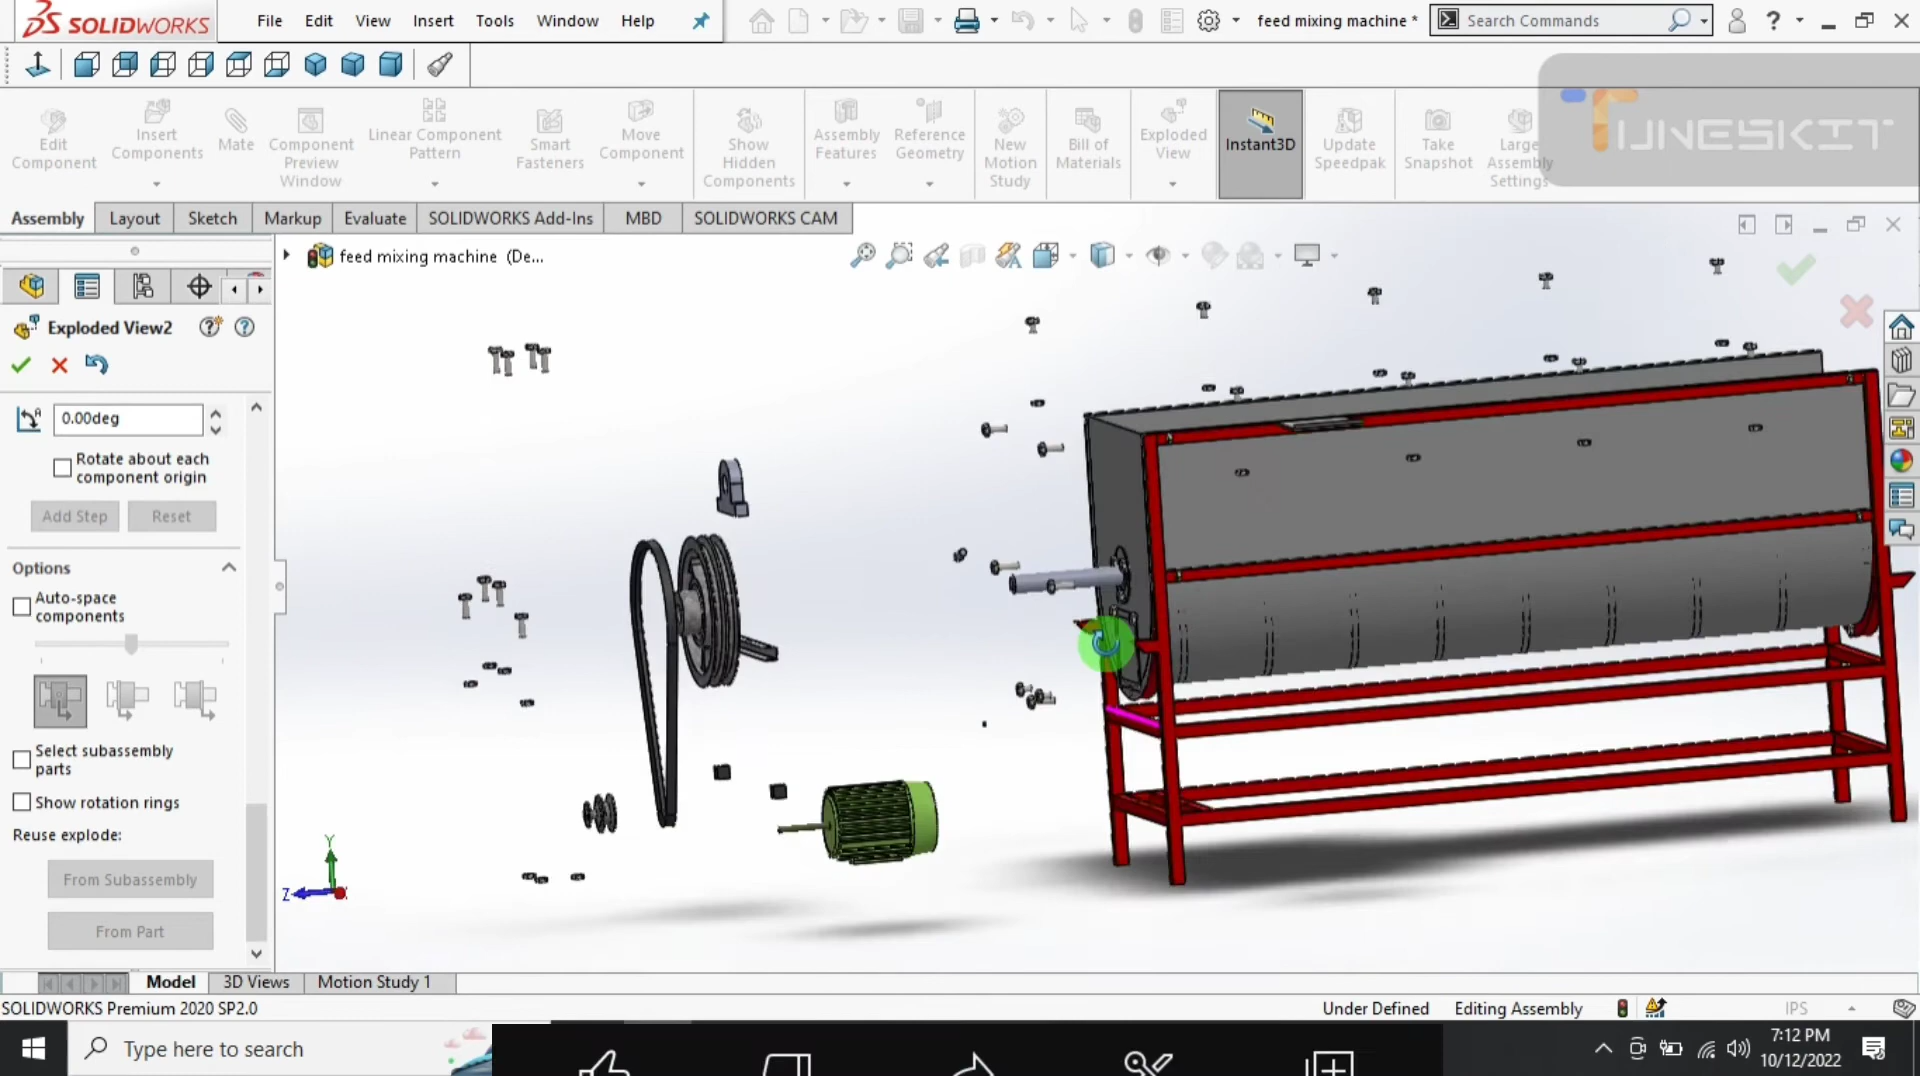 SOLIDWORKS
File Edit View Insert Tools Window Help
feed mixing machine *
Search Commands
?
Edit Component
Insert Components
Mate
Component Preview Window
Linear Component Pattern
Smart Fasteners
Move Component
Show Hidden Components
Assembly Features
Reference Geometry
New Motion Study
Bill of Materials
Exploded View
Instant3D
Update Speedpak
Take Snapshot
Large Assembly Settings
TUNESKIT
Assembly Layout Sketch Markup Evaluate SOLIDWORKS Add-Ins MBD SOLIDWORKS CAM
feed mixing machine (De...
Exploded View2
0.00deg
Rotate about each
component origin
Add Step Reset
Options
Auto-space
components
Select subassembly
parts
Show rotation rings
Reuse explode:
From Subassembly
From Part
Y
Z
Model 3D Views Motion Study 1
SOLIDWORKS Premium 2020 SP2.0
Under Defined Editing Assembly IPS
Type here to search
7:12 PM
10/12/2022